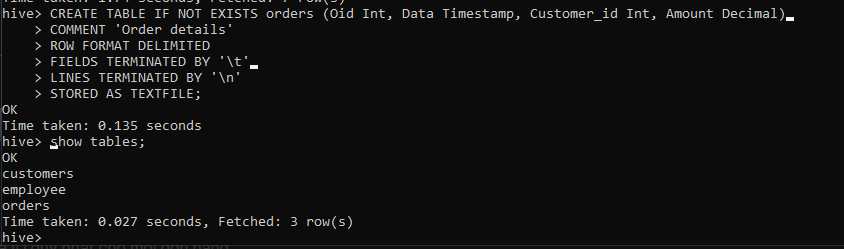 hive> CREATE TABLE IF NOT EXISTS orders (Oid Int, Data Timestamp, Customer_id Int, Amount Decimal)
    > COMMENT 'Order details'
    > ROW FORMAT DELIMITED
    > FIELDS TERMINATED BY '\t'
    > LINES TERMINATED BY '\n'
    > STORED AS TEXTFILE;
OK
Time taken: 0.135 seconds
hive> show tables;
OK
customers
employee
orders
Time taken: 0.027 seconds, Fetched: 3 row(s)
hive>